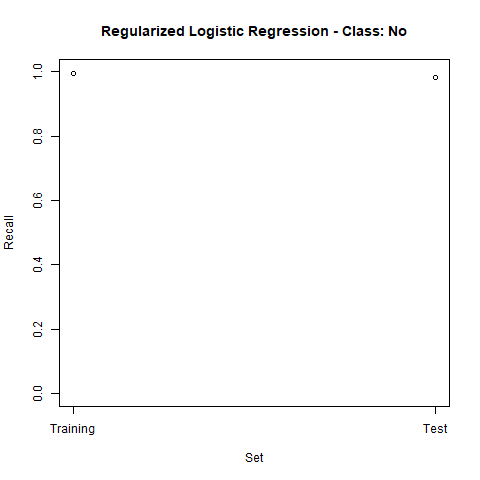 Regularized Logistic Regression - Class: No
Recall
1.0
0.8
0.6
0.4
0.2
0.0
Training
Test
Set